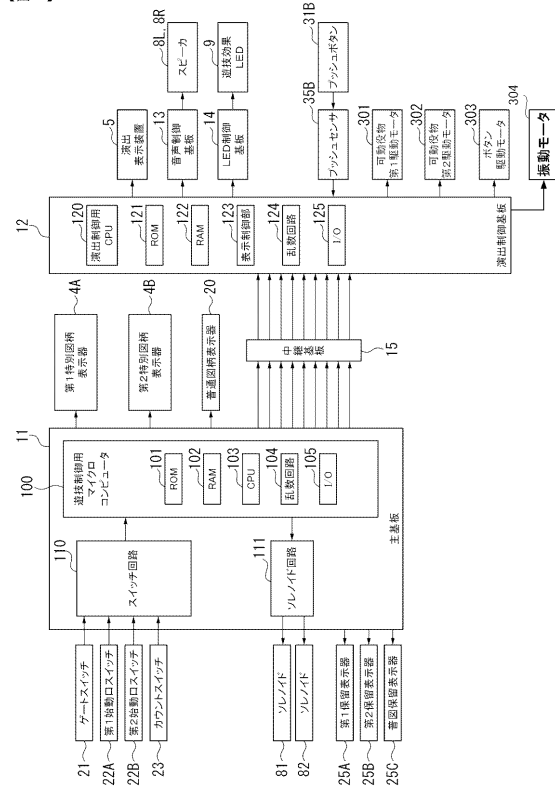 ゲートスイッチ
21
第1始動口スイッチ
22A
第2始動口スイッチ
22B
カウントスイッチ
23
110
スイッチ回路
100
11
遊技制御用
マイクロ
コンピュータ
101
ROM
102
RAM
103
CPU
104
乱数回路
105
I/O
111
ソレノイド回路
ソレノイド
81
ソレノイド
82
第1保留表示器
25A
第2保留表示器
25B
普図保留表示器
25C
主基板
4A
第1特別図柄
表示器
4B
第2特別図柄
表示器
20
普通図柄表示器
中継
基板
15
12
120
演出制御用
CPU
121
ROM
122
RAM
123
表示制御部
124
乱数回路
125
I/O
演出制御基板
5
演出
表示装置
13
音声制御
基板
8L, 8R
スピーカ
14
LED制御
基板
9
遊技効果
LED
35B
プッシュセンサ
31B
プッシュボタン
301
可動役物
第1駆動モータ
302
可動役物
第2駆動モータ
303
ボタン
駆動モータ
304
振動モータ